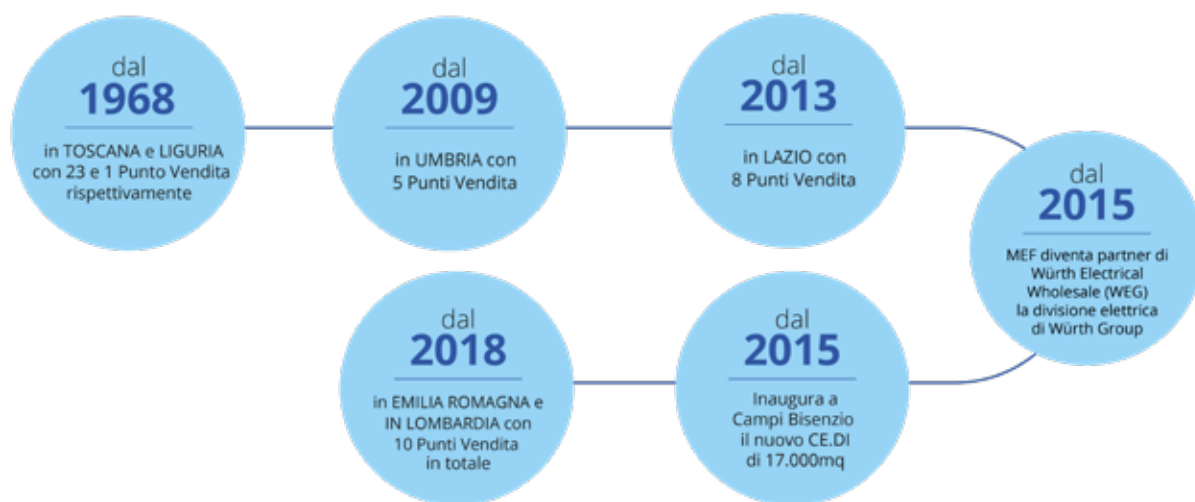 dal
1968
in TOSCANA e LIGURIA
con 23 e 1 Punto Vendita
rispettivamente
dal
2009
in UMBRIA con
5 Punti Vendita
dal
2013
in LAZIO con
8 Punti Vendita
dal
2015
MEF diventa partner di
Würth Electrical
Wholesale (WEG)
la divisione elettrica
di Würth Group
dal
2015
Inaugura a
Campi Bisenzio
il nuovo CE.DI
di 17.000mq
dal
2018
in EMILIA ROMAGNA e
IN LOMBARDIA con
10 Punti Vendita
in totale